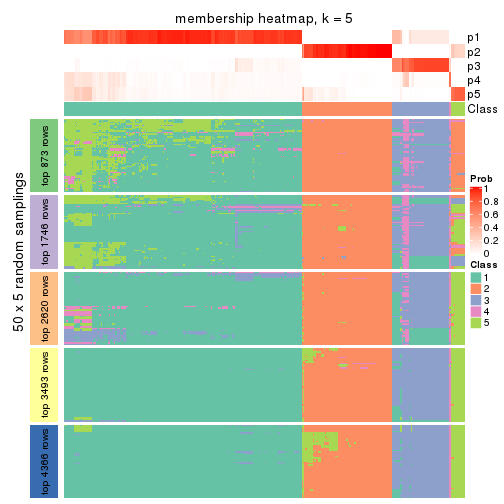 membership heatmap, k = 5
p1
p2
p3
p4
p5
Class
50 x 5 random samplings
top 873 rows
top 1746 rows
top 2620 rows
top 3493 rows
top 4366 rows
Prob
1
0.8
0.6
0.4
0.2
0
Class
1
2
3
4
5